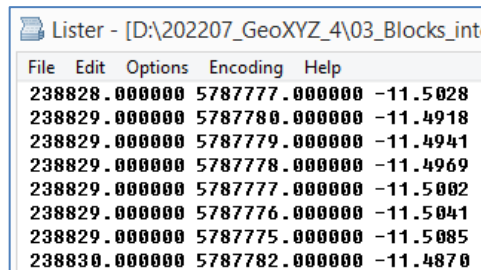 Lister - [D:\202207_GeoXYZ_4\03_Blocks_int
File Edit Options Encoding Help
238828.000000 5787777.000000 -11.5028
238829.000000 5787780.000000 -11.4918
238829.000000 5787779.000000 -11.4941
238829.000000 5787778.000000 -11.4969
238829.000000 5787777.000000 -11.5002
238829.000000 5787776.000000 -11.5041
238829.000000 5787775.000000 -11.5085
238830.000000 5787782.000000 -11.4870